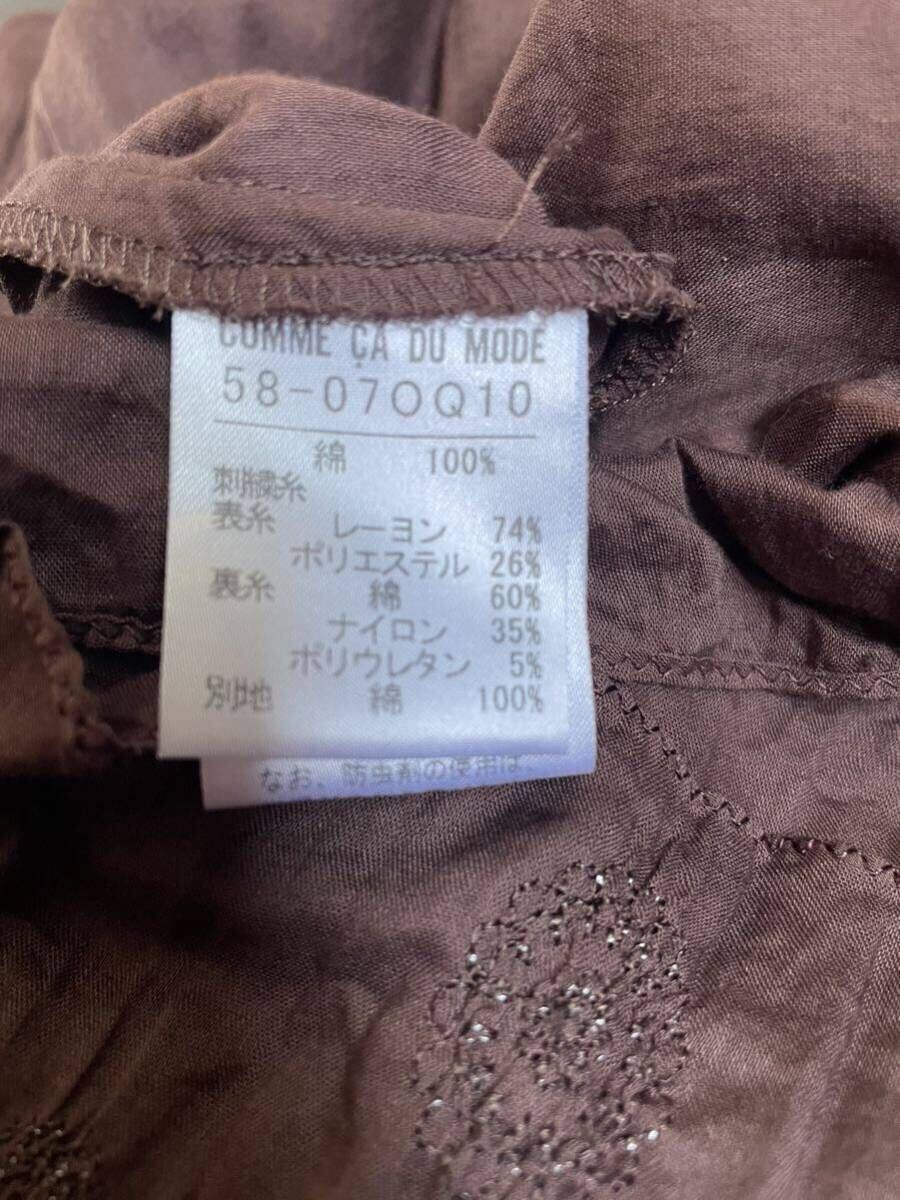 COMME ÇA DU MODE
58-07OQ10
綿 100%
刺繍糸
表糸 レーヨン 74%
ポリエステル 26%
裏糸 綿 60%
ナイロン 35%
ポリウレタン 5%
別地 綿 100%
なお、防虫剤の使用は、